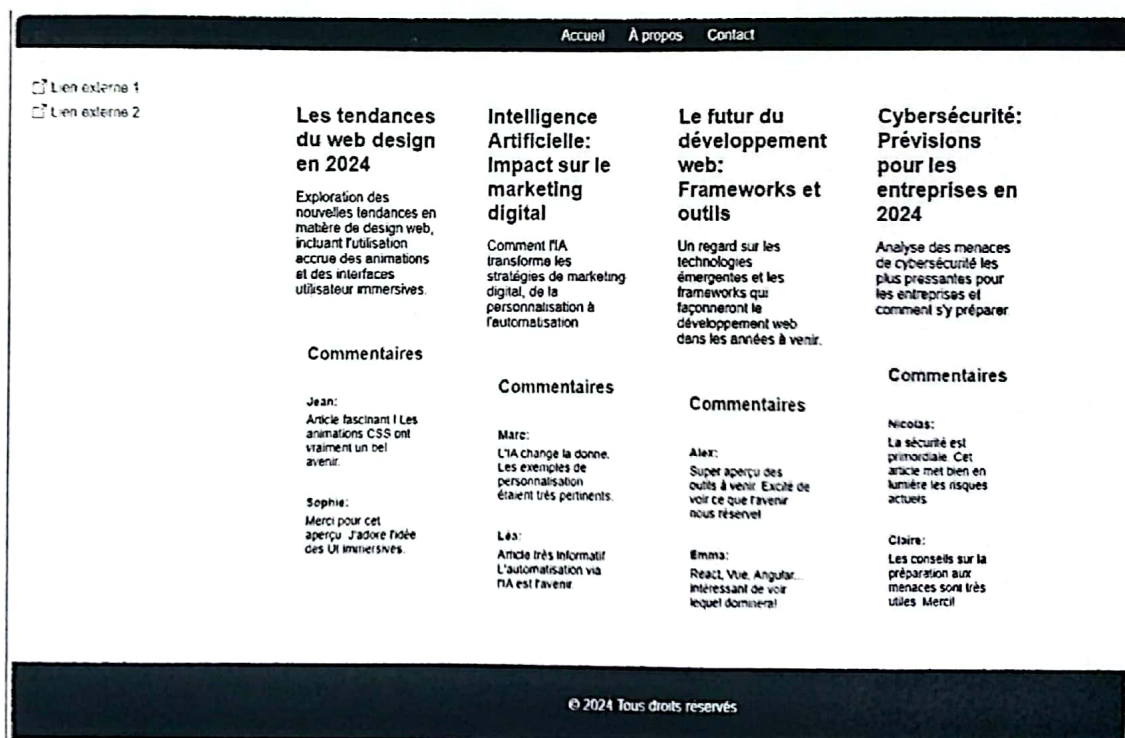 Accueil À propos Contact
Lien externe 1
Lien externe 2
Les tendances
du web design
en 2024
Exploration des
nouvelles tendances en
matière de design web,
incluant l'utilisation
accrue des animations
et des interfaces
utilisateur immersives.
Commentaires
Jean:
Article fascinant ! Les
animations CSS ont
vraiment un bel
avenir.
Sophie:
Merci pour cet
aperçu. J'adore l'idée
des UI immersives.
Intelligence
Artificielle:
Impact sur le
marketing
digital
Comment l'IA
transforme les
stratégies de marketing
digital, de la
personnalisation à
l'automatisation
Commentaires
Marc:
L'IA change la donne.
Les exemples de
personnalisation
étaient très pertinents.
Léa:
Article très informatif
L'automatisation via
l'IA est l'avenir
Le futur du
développement
web:
Frameworks et
outils
Un regard sur les
technologies
émergentes et les
frameworks qui
façonneront le
développement web
dans les années à venir.
Commentaires
Alex:
Super aperçu des
outils à venir. Excité de
voir ce que l'avenir
nous réserve!
Emma:
React, Vue, Angular...
intéressant de voir
lequel dominera!
Cybersécurité:
Prévisions
pour les
entreprises en
2024
Analyse des menaces
de cybersécurité les
plus pressantes pour
les entreprises et
comment s'y préparer
Commentaires
Nicolas:
La sécurité est
primordiale. Cet
article met bien en
lumière les risques
actuels
Claire:
Les conseils sur la
préparation aux
menaces sont très
utiles. Merci!
© 2024 Tous droits réservés